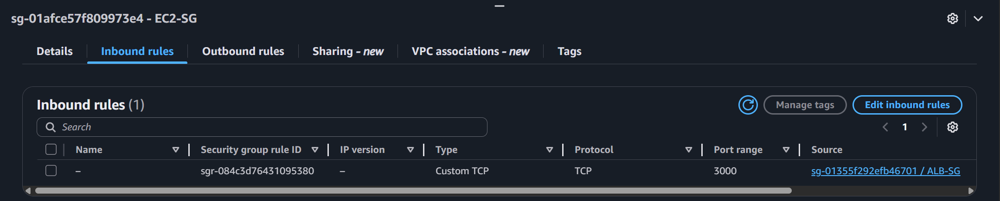 sg-01afce57f809973e4 - EC2-SG
Details Inbound rules Outbound rules Sharing - new VPC associations - new Tags
Inbound rules (1)
Manage tags Edit inbound rules
Search
1
Name Security group rule ID IP version Type Protocol Port range Source
– sgr-084c3d76431095380 – Custom TCP TCP 3000 sg-01355f292efb46701 / ALB-SG